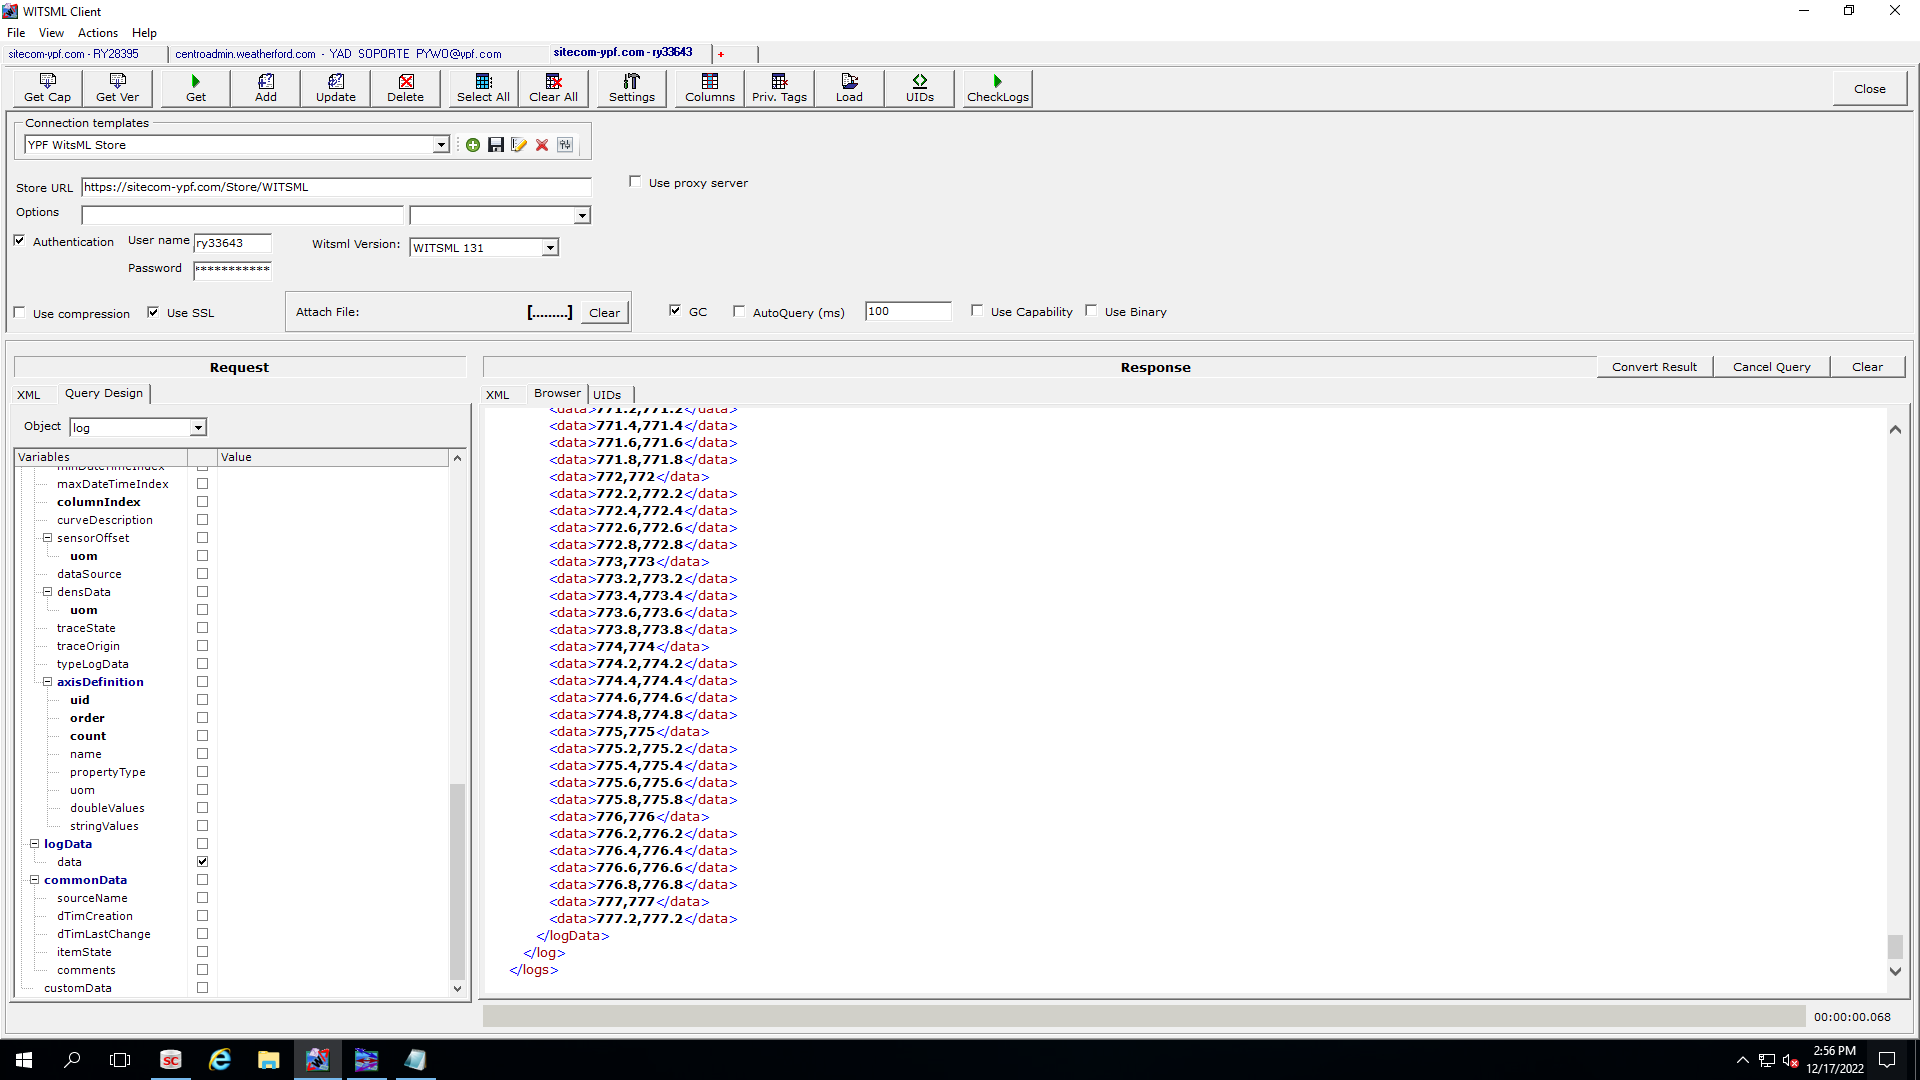 WITSML Client
File View Actions Help
sitecom-ypf.com - RY28395 centroadmin.weatherford.com - YAD SOPORTE PYWO@ypf.com sitecom-ypf.com - ry33643 +
Get Cap Get Ver Get Add Update Delete Select All Clear All Settings Columns Priv. Tags Load UIDs CheckLogs Close
Connection templates
YPF WitsML Store
Store URL https://sitecom-ypf.com/Store/WITSML Use proxy server
Options
Authentication User name ry33643 Witsml Version: WITSML 131
Password ***********
Use compression Use SSL Attach File: [.........] Clear GC AutoQuery (ms) 100 Use Capability Use Binary
Request
XML Query Design
Object log
Variables Value
minDateTimeIndex
maxDateTimeIndex
columnIndex
curveDescription
sensorOffset
uom
dataSource
densData
uom
traceState
traceOrigin
typeLogData
axisDefinition
uid
order
count
name
propertyType
uom
doubleValues
stringValues
logData
data
commonData
sourceName
dTimCreation
dTimLastChange
itemState
comments
customData
Response Convert Result Cancel Query Clear
XML Browser UIDs
<data>771.2,771.2</data>
<data>771.4,771.4</data>
<data>771.6,771.6</data>
<data>771.8,771.8</data>
<data>772,772</data>
<data>772.2,772.2</data>
<data>772.4,772.4</data>
<data>772.6,772.6</data>
<data>772.8,772.8</data>
<data>773,773</data>
<data>773.2,773.2</data>
<data>773.4,773.4</data>
<data>773.6,773.6</data>
<data>773.8,773.8</data>
<data>774,774</data>
<data>774.2,774.2</data>
<data>774.4,774.4</data>
<data>774.6,774.6</data>
<data>774.8,774.8</data>
<data>775,775</data>
<data>775.2,775.2</data>
<data>775.4,775.4</data>
<data>775.6,775.6</data>
<data>775.8,775.8</data>
<data>776,776</data>
<data>776.2,776.2</data>
<data>776.4,776.4</data>
<data>776.6,776.6</data>
<data>776.8,776.8</data>
<data>777,777</data>
<data>777.2,777.2</data>
</logData>
</log>
</logs>
00:00:00.068
SC
2:56 PM
12/17/2022